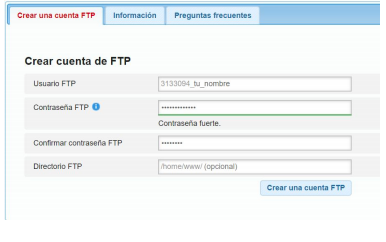 Crear una cuenta FTP Información Preguntas frecuentes
Crear cuenta de FTP
Usuario FTP 3133094_tu_nombre
Contraseña FTP •••••••••••••
Contraseña fuerte.
Confirmar contraseña FTP ••••••••
Directorio FTP /home/www/ (opcional)
Crear una cuenta FTP